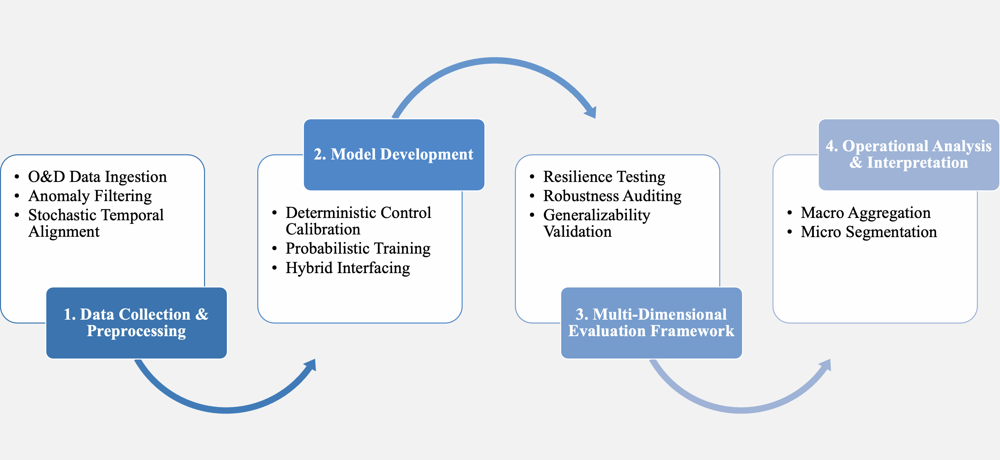 • O&D Data Ingestion
• Anomaly Filtering
• Stochastic Temporal
Alignment
1. Data Collection &
Preprocessing
2. Model Development
• Deterministic Control
Calibration
• Probabilistic Training
• Hybrid Interfacing
• Resilience Testing
• Robustness Auditing
• Generalizability
Validation
3. Multi-Dimensional
Evaluation Framework
4. Operational Analysis
& Interpretation
• Macro Aggregation
• Micro Segmentation